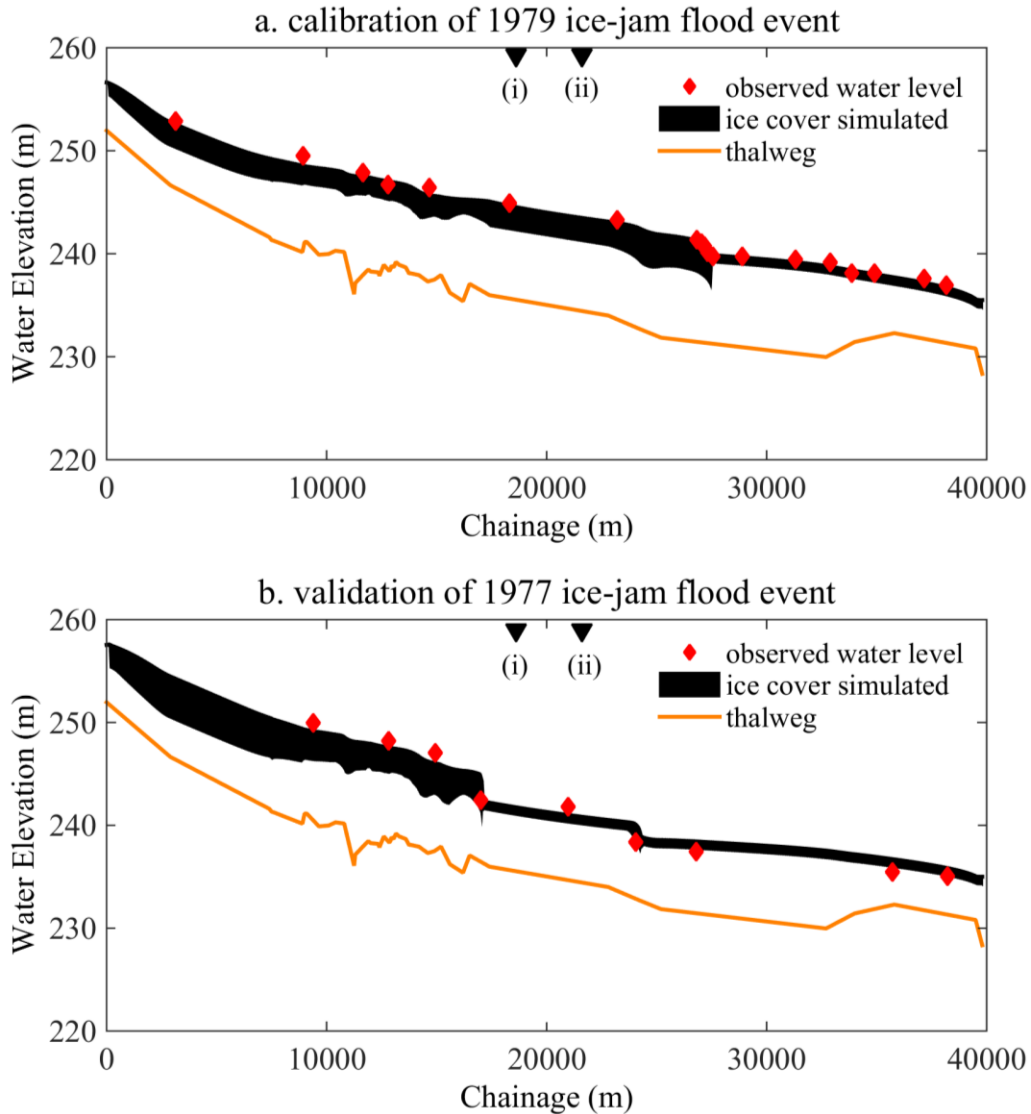 a. calibration of 1979 ice-jam flood event
260
250
240
230
220
Water Elevation (m)
(i)
(ii)
observed water level
ice cover simulated
thalweg
0
10000
20000
30000
40000
Chainage (m)
b. validation of 1977 ice-jam flood event
260
250
240
230
220
Water Elevation (m)
(i)
(ii)
observed water level
ice cover simulated
thalweg
0
10000
20000
30000
40000
Chainage (m)